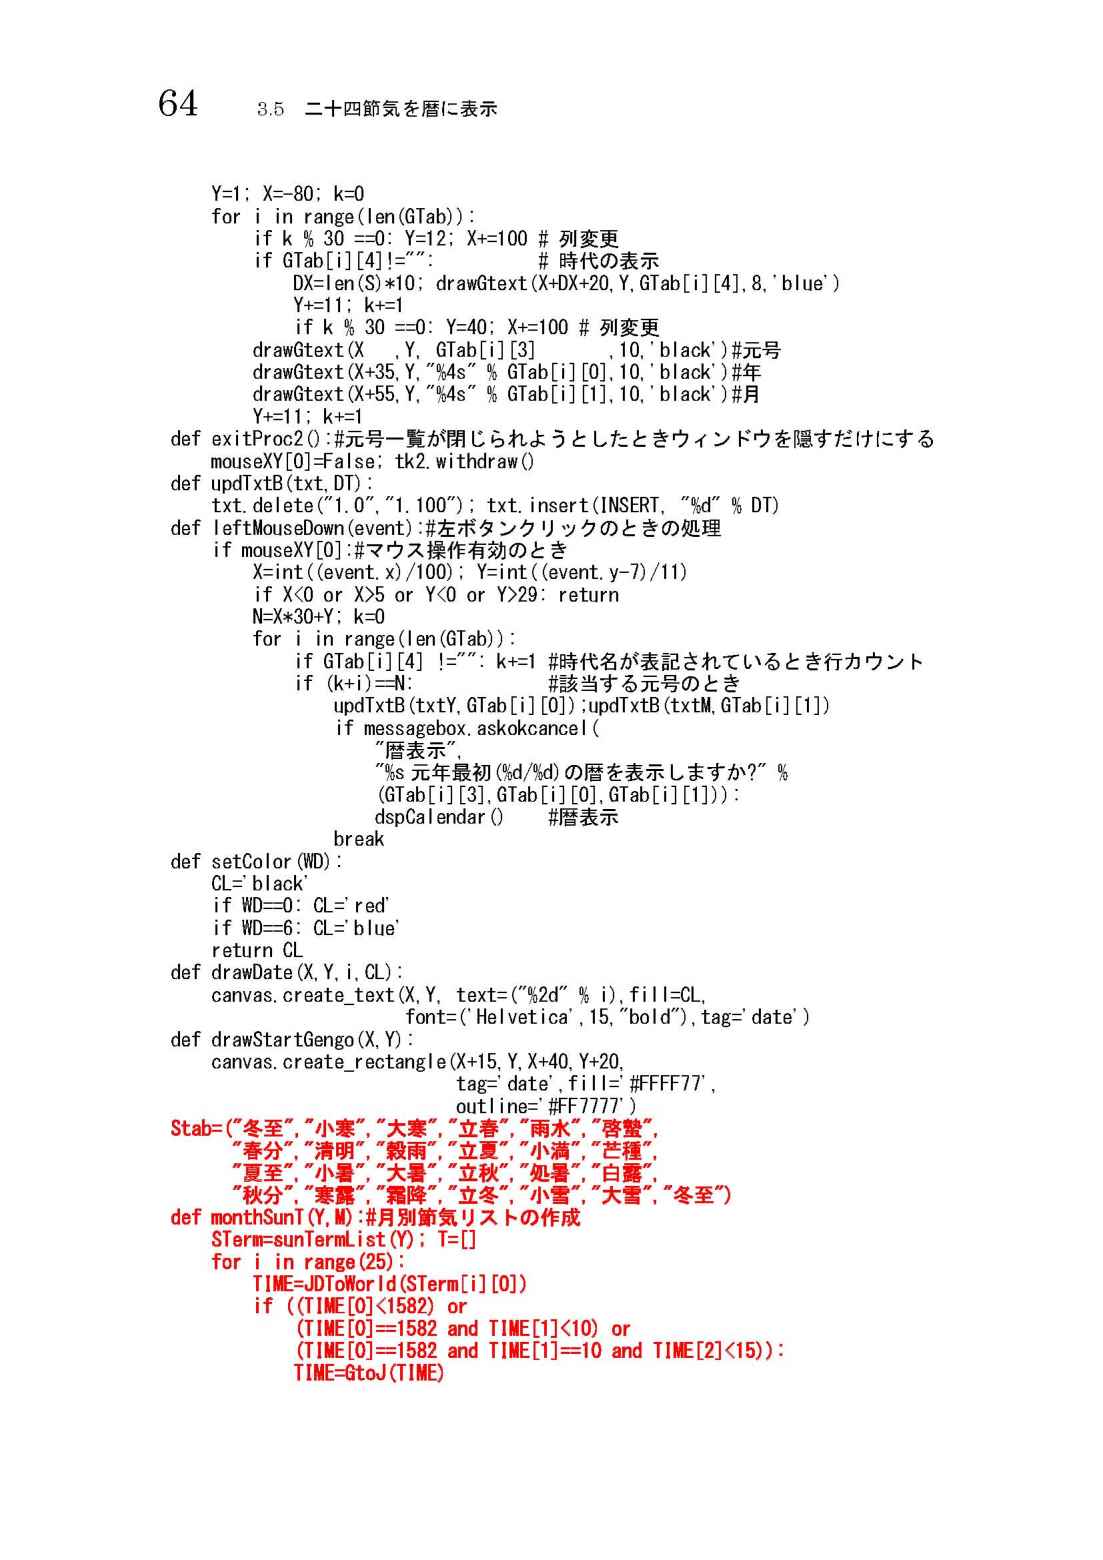 64 3.5 二十四節気を暦に表示
    Y=1; X=-80; k=0
    for i in range(len(GTab)):
        if k % 30 ==0: Y=12; X+=100 # 列変更
        if GTab[i][4]!="":          # 時代の表示
            DX=len(S)*10; drawGtext(X+DX+20,Y,GTab[i][4],8,'blue')
            Y+=11; k+=1
            if k % 30 ==0: Y=40; X+=100 # 列変更
        drawGtext(X   ,Y, GTab[i][3]       ,10,'black')#元号
        drawGtext(X+35,Y,"%4s" % GTab[i][0],10,'black')#年
        drawGtext(X+55,Y,"%4s" % GTab[i][1],10,'black')#月
        Y+=11; k+=1
def exitProc2():#元号一覧が閉じられようとしたときウィンドウを隠すだけにする
    mouseXY[0]=False; tk2.withdraw()
def updTxtB(txt,DT):
    txt.delete("1.0","1.100"); txt.insert(INSERT, "%d" % DT)
def leftMouseDown(event):#左ボタンクリックのときの処理
    if mouseXY[0]:#マウス操作有効のとき
        X=int((event.x)/100); Y=int((event.y-7)/11)
        if X<0 or X>5 or Y<0 or Y>29: return
        N=X*30+Y; k=0
        for i in range(len(GTab)):
            if GTab[i][4] !="": k+=1 #時代名が表記されているとき行カウント
            if (k+i)==N:             #該当する元号のとき
                updTxtB(txtY,GTab[i][0]);updTxtB(txtM,GTab[i][1])
                if messagebox.askokcancel(
                    "暦表示",
                    "%s 元年最初(%d/%d)の暦を表示しますか?" %
                    (GTab[i][3],GTab[i][0],GTab[i][1])):
                    dspCalendar()    #暦表示
                break
def setColor(WD):
    CL='black'
    if WD==0: CL='red'
    if WD==6: CL='blue'
    return CL
def drawDate(X,Y,i,CL):
    canvas.create_text(X,Y, text=("%2d" % i),fill=CL,
                       font=('Helvetica',15,"bold"),tag='date')
def drawStartGengo(X,Y):
    canvas.create_rectangle(X+15,Y,X+40,Y+20,
                            tag='date',fill='#FFFF77',
                            outline='#FF7777')
Stab=("冬至","小寒","大寒","立春","雨水","啓蟄",
      "春分","清明","穀雨","立夏","小満","芒種",
      "夏至","小暑","大暑","立秋","処暑","白露",
      "秋分","寒露","霜降","立冬","小雪","大雪","冬至")
def monthSunT(Y,M):#月別節気リストの作成
    STerm=sunTermList(Y); T=[]
    for i in range(25):
        TIME=JDToWorld(STerm[i][0])
        if ((TIME[0]<1582) or
            (TIME[0]==1582 and TIME[1]<10) or
            (TIME[0]==1582 and TIME[1]==10 and TIME[2]<15)):
            TIME=GtoJ(TIME)